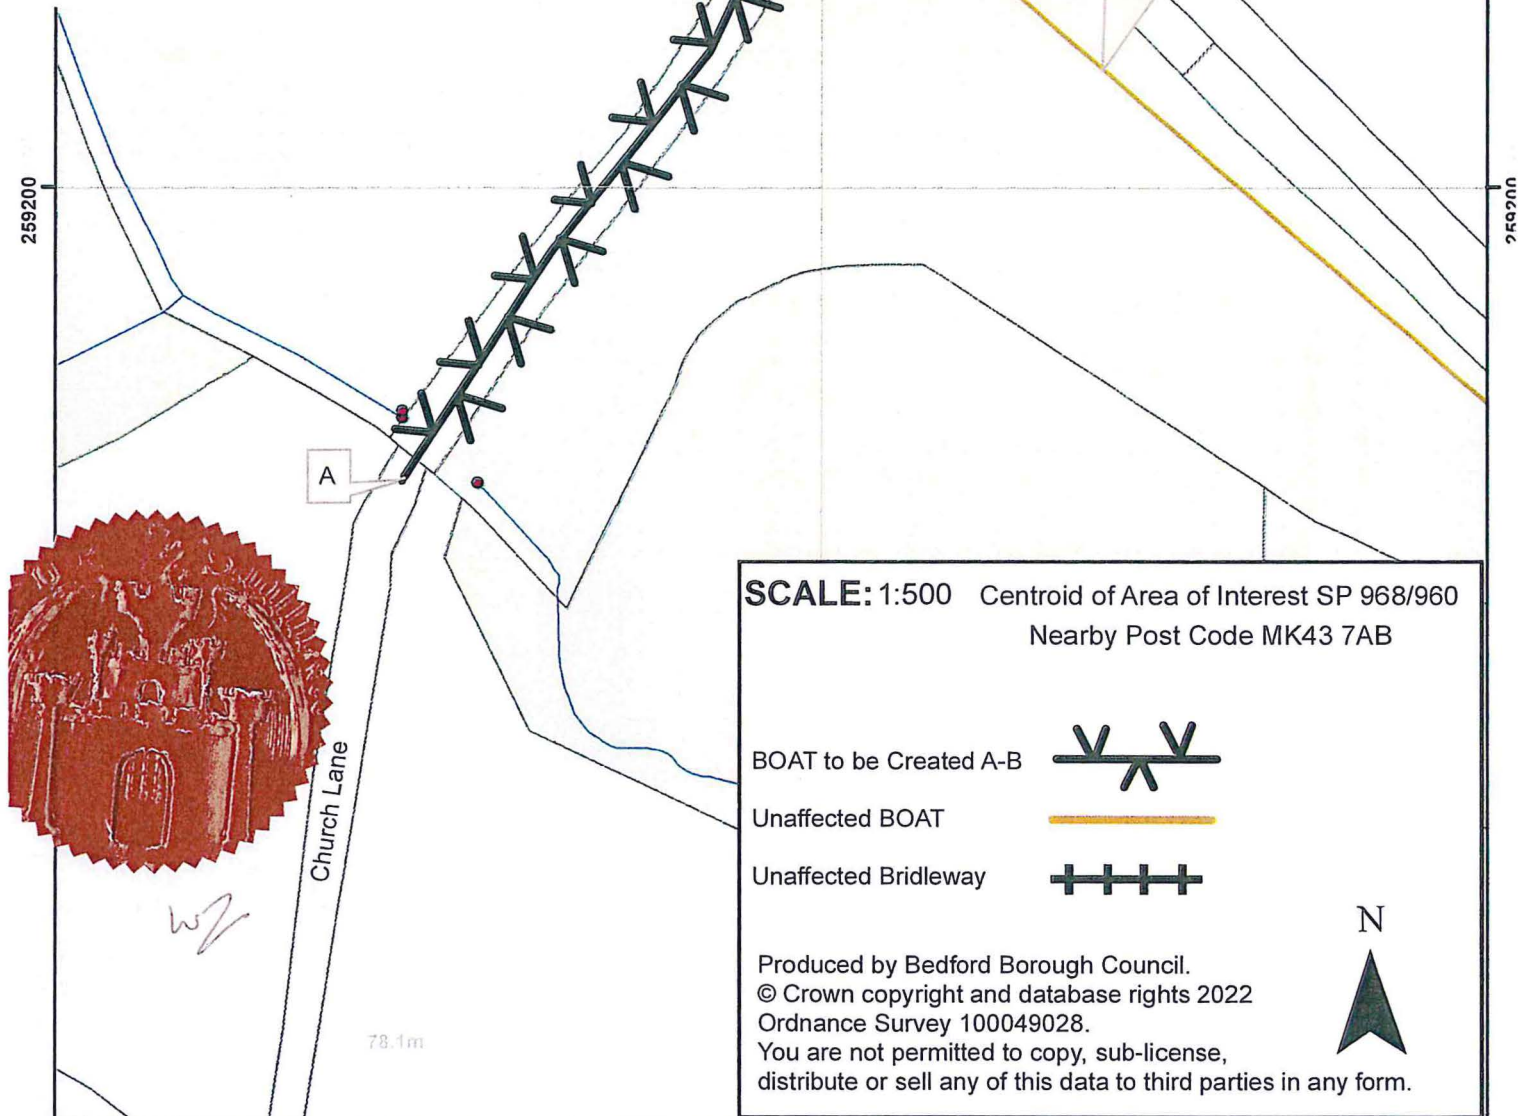 259200
259200
A
SCALE: 1:500 Centroid of Area of Interest SP 968/960
Nearby Post Code MK43 7AB
BOAT to be Created A-B
Unaffected BOAT
Unaffected Bridleway
N
Church Lane
Produced by Bedford Borough Council.
© Crown copyright and database rights 2022
Ordnance Survey 100049028.
You are not permitted to copy, sub-license,
distribute or sell any of this data to third parties in any form.
78.1m